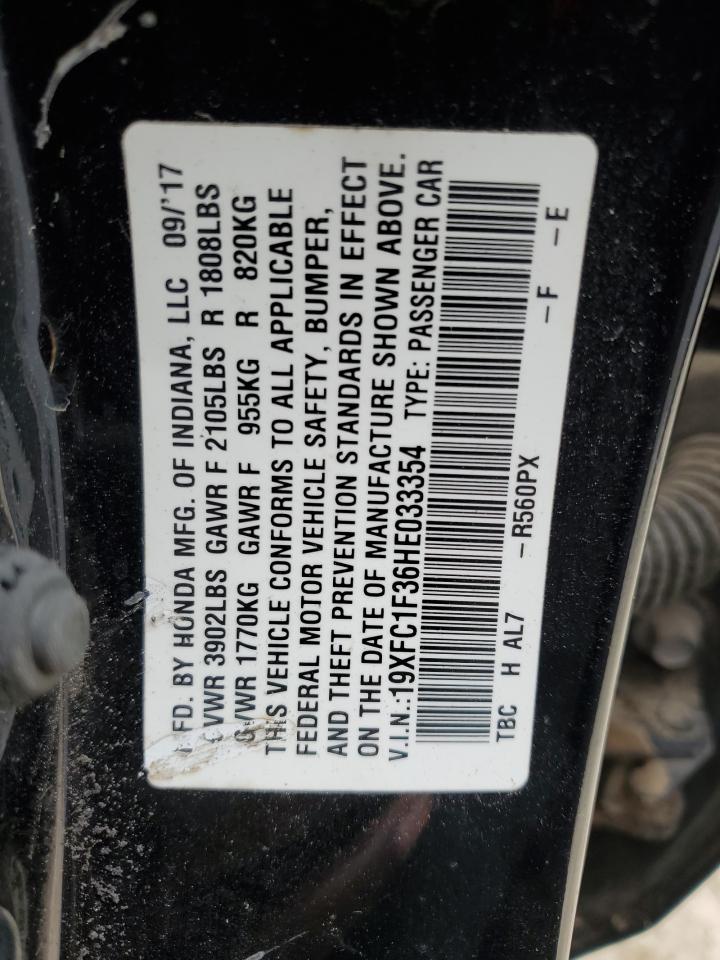 MFD. BY HONDA MFG. OF INDIANA, LLC 09/'17
GVWR 3902LBS GAWR F 2105LBS R 1808LBS
GVWR 1770KG GAWR F 955KG R 820KG
THIS VEHICLE CONFORMS TO ALL APPLICABLE
FEDERAL MOTOR VEHICLE SAFETY, BUMPER,
AND THEFT PREVENTION STANDARDS IN EFFECT
ON THE DATE OF MANUFACTURE SHOWN ABOVE.
V.I.N.:19XFC1F36HE033354 TYPE: PASSENGER CAR
TBC H AL7 -R560PX -F -E